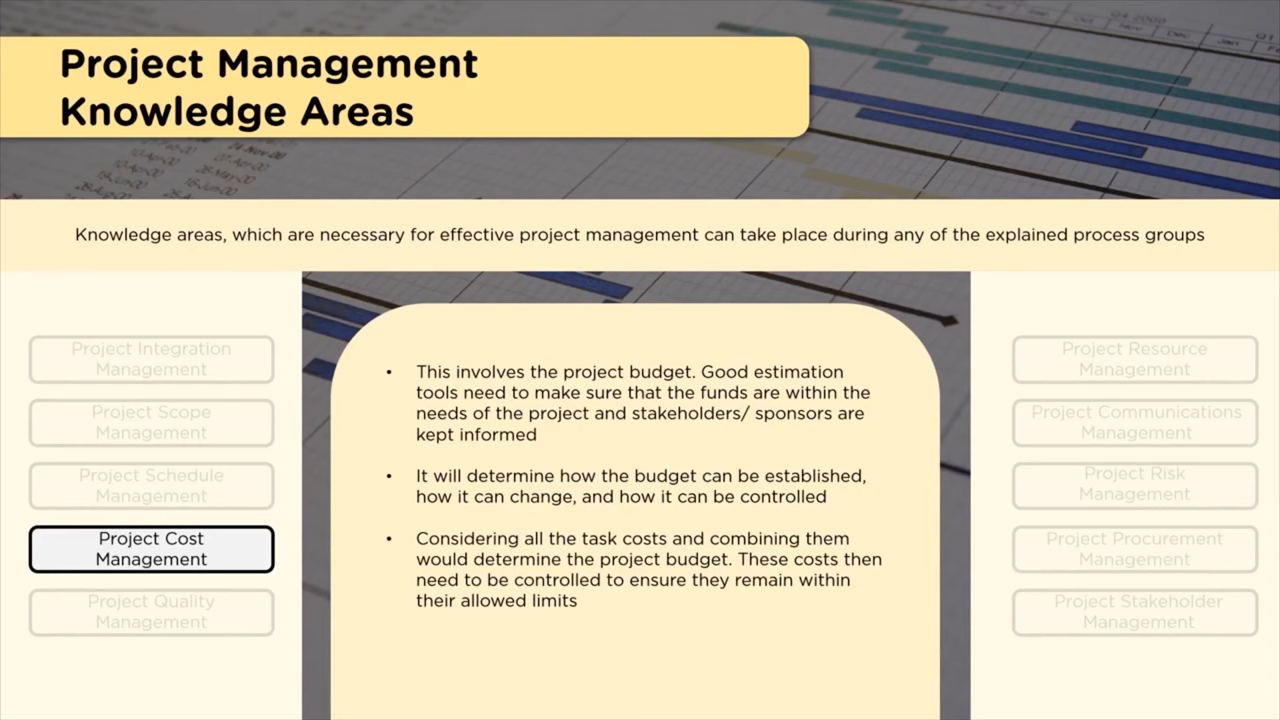 Project Management
Knowledge Areas
Knowledge areas, which are necessary for effective project management can take place during any of the explained process groups
Project Integration
Management
Project Scope
Management
Project Schedule
Management
Project Cost
Management
Project Quality
Management
• This involves the project budget. Good estimation
tools need to make sure that the funds are within the
needs of the project and stakeholders/ sponsors are
kept informed
• It will determine how the budget can be established,
how it can change, and how it can be controlled
• Considering all the task costs and combining them
would determine the project budget. These costs then
need to be controlled to ensure they remain within
their allowed limits
Project Resource
Management
Project Communications
Management
Project Risk
Management
Project Procurement
Management
Project Stakeholder
Management